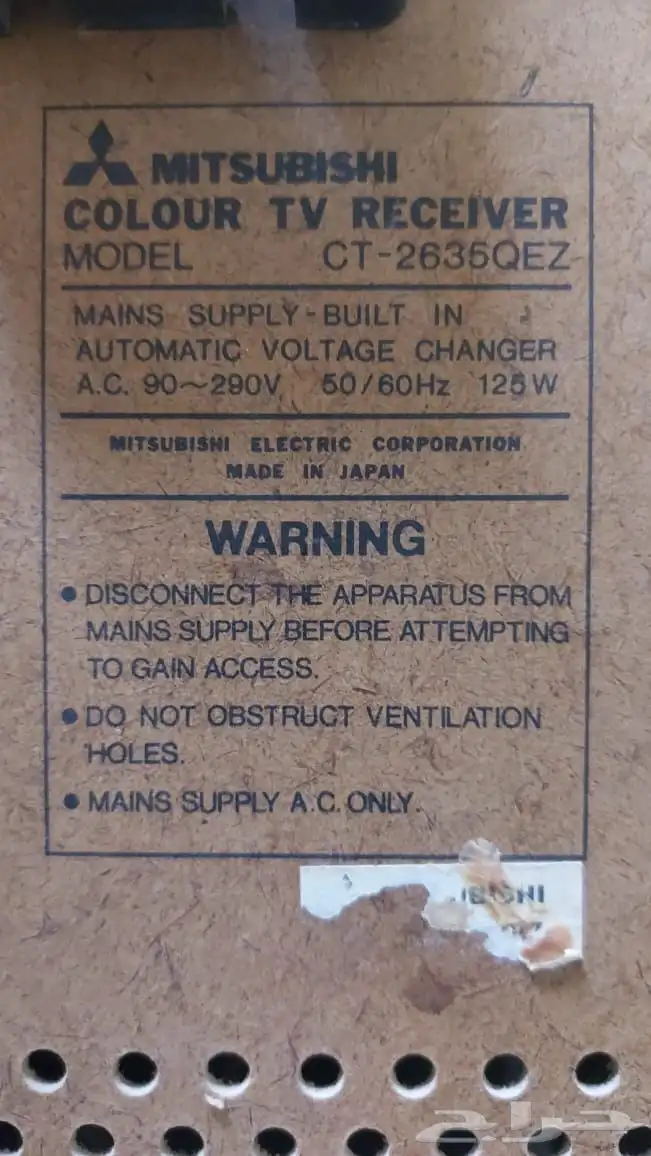 MITSUBISHI
COLOUR TV RECEIVER
MODEL CT-2635QEZ
MAINS SUPPLY-BUILT IN
AUTOMATIC VOLTAGE CHANGER
A.C. 90~290V 50/60Hz 125W
MITSUBISHI ELECTRIC CORPORATION
MADE IN JAPAN
WARNING
• DISCONNECT THE APPARATUS FROM
MAINS SUPPLY BEFORE ATTEMPTING
TO GAIN ACCESS.
• DO NOT OBSTRUCT VENTILATION
HOLES.
• MAINS SUPPLY A.C. ONLY.
UBISHI
حراج